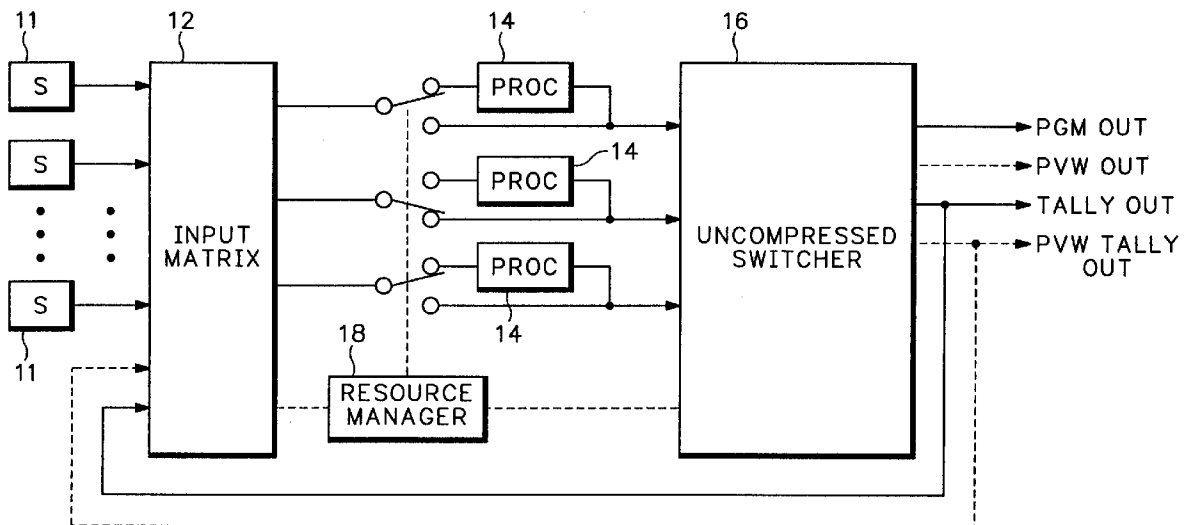 11
12
14
16
S
PROC
PGM OUT
S
14
PROC
PVW OUT
TALLY OUT
INPUT
MATRIX
UNCOMPRESSED
SWITCHER
PVW TALLY
OUT
PROC
S
14
11
18
RESOURCE
MANAGER